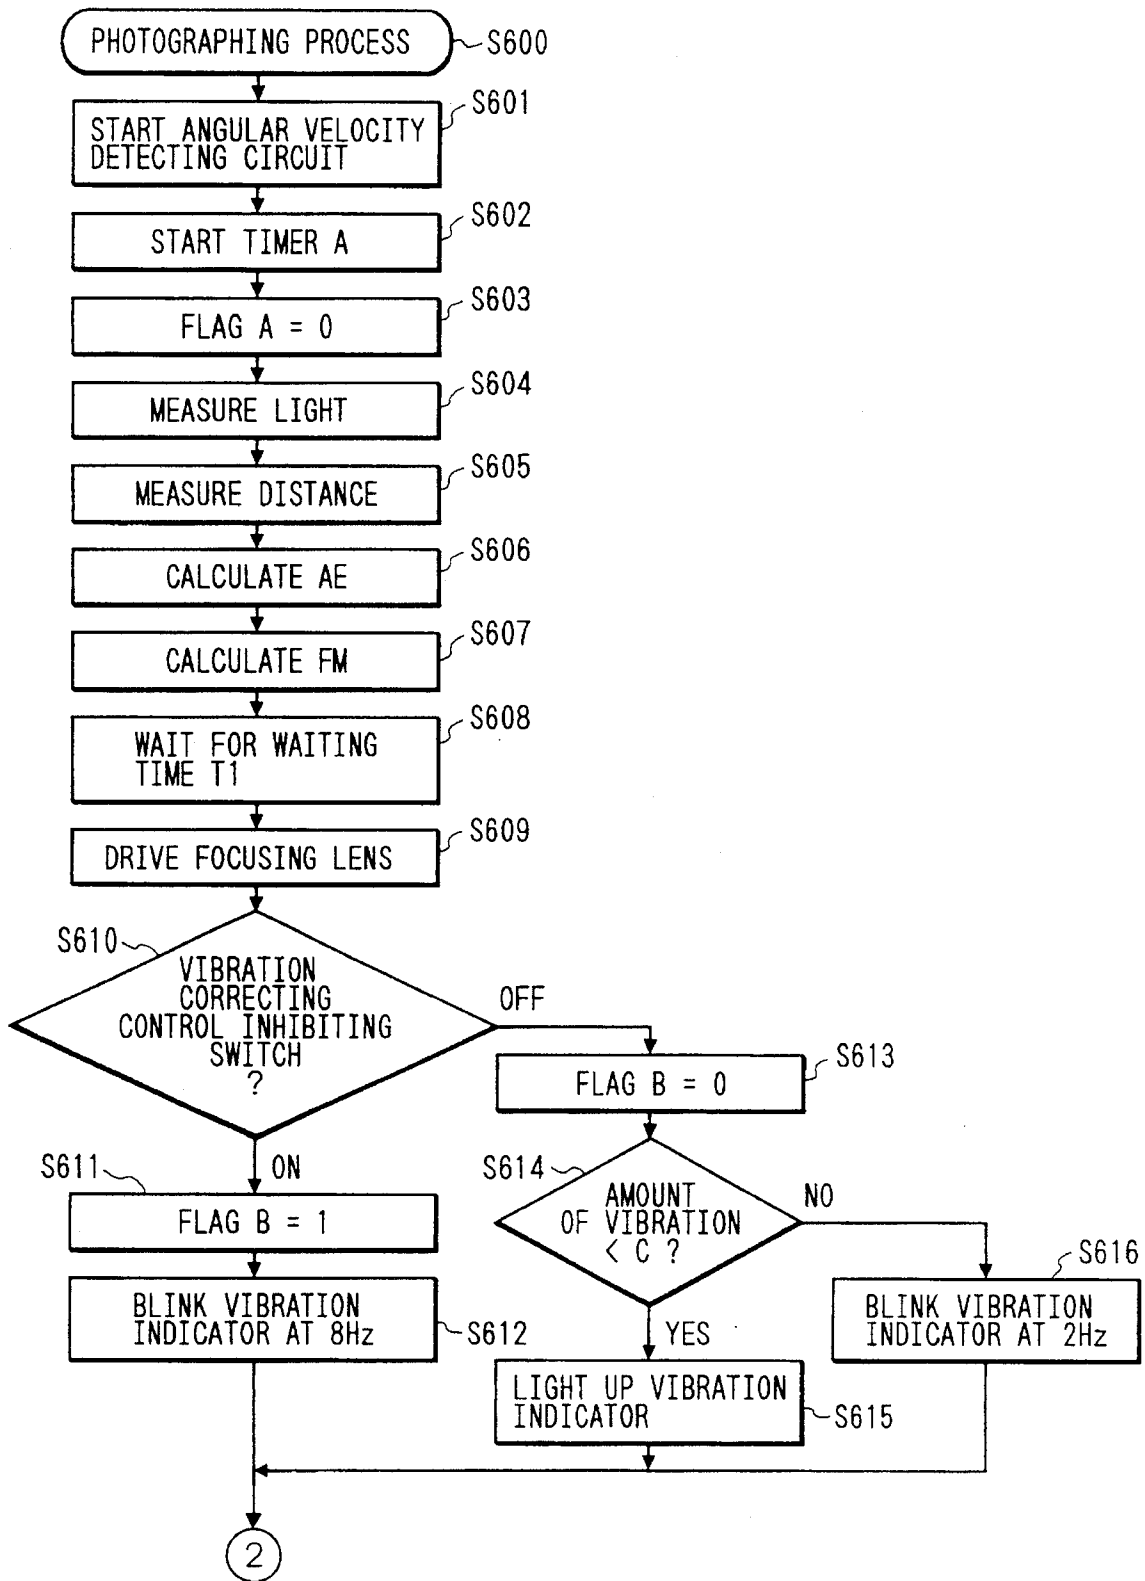 PHOTOGRAPHING PROCESS
S600
S601
START ANGULAR VELOCITY
DETECTING CIRCUIT
S602
START TIMER A
S603
FLAG A = 0
S604
MEASURE LIGHT
S605
MEASURE DISTANCE
S606
CALCULATE AE
S607
CALCULATE FM
S608
WAIT FOR WAITING
TIME T1
S609
DRIVE FOCUSING LENS
S610
VIBRATION
CORRECTING
CONTROL INHIBITING
SWITCH
?
OFF
S613
FLAG B = 0
ON
S611
FLAG B = 1
S614
AMOUNT
OF VIBRATION
< C ?
NO
S616
BLINK VIBRATION
INDICATOR AT 2Hz
BLINK VIBRATION
INDICATOR AT 8Hz
S612
YES
LIGHT UP VIBRATION
INDICATOR
S615
2